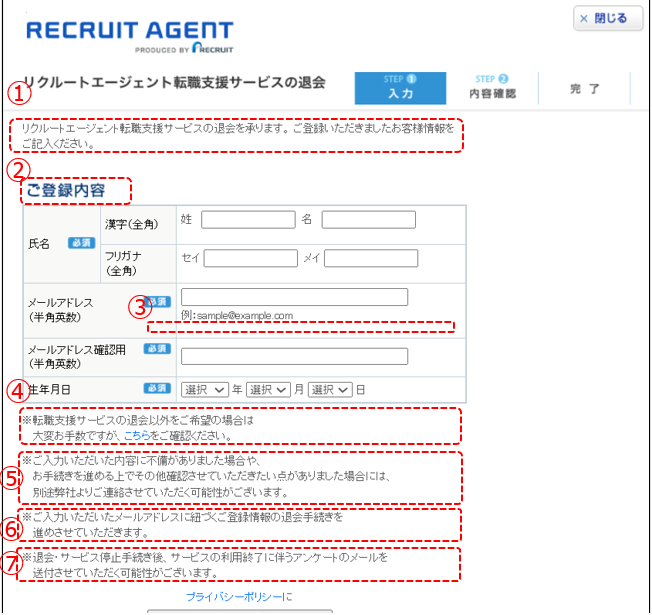 RECRUIT AGENT
PRODUCED BY RECRUIT
× 閉じる
① リクルートエージェント転職支援サービスの退会
STEP 1
入力
STEP 2
内容確認
完了
リクルートエージェント転職支援サービスの退会を承ります。ご登録いただきましたお客様情報を
ご記入ください。
②
ご登録内容
氏名 必須
漢字(全角) 姓 名
フリガナ
(全角)
セイ メイ
メールアドレス
(半角英数)
③ 必須
例:sample@example.com
メールアドレス確認用
(半角英数)
必須
④ 生年月日 必須 選択 年 選択 月 選択 日
※転職支援サービスの退会以外をご希望の場合は
大変お手数ですが、こちらをご確認ください。
⑤
※ご入力いただいた内容に不備がありました場合や、
お手続きを進める上でその他確認させていただきたい点がありました場合には、
別途弊社よりご連絡させていただく可能性がございます。
⑥
※ご入力いただいたメールアドレスに紐づくご登録情報の退会手続きを
進めさせていただきます。
⑦
※退会・サービス停止手続き後、サービスの利用終了に伴うアンケートのメールを
送付させていただく可能性がございます。
プライバシーポリシーに